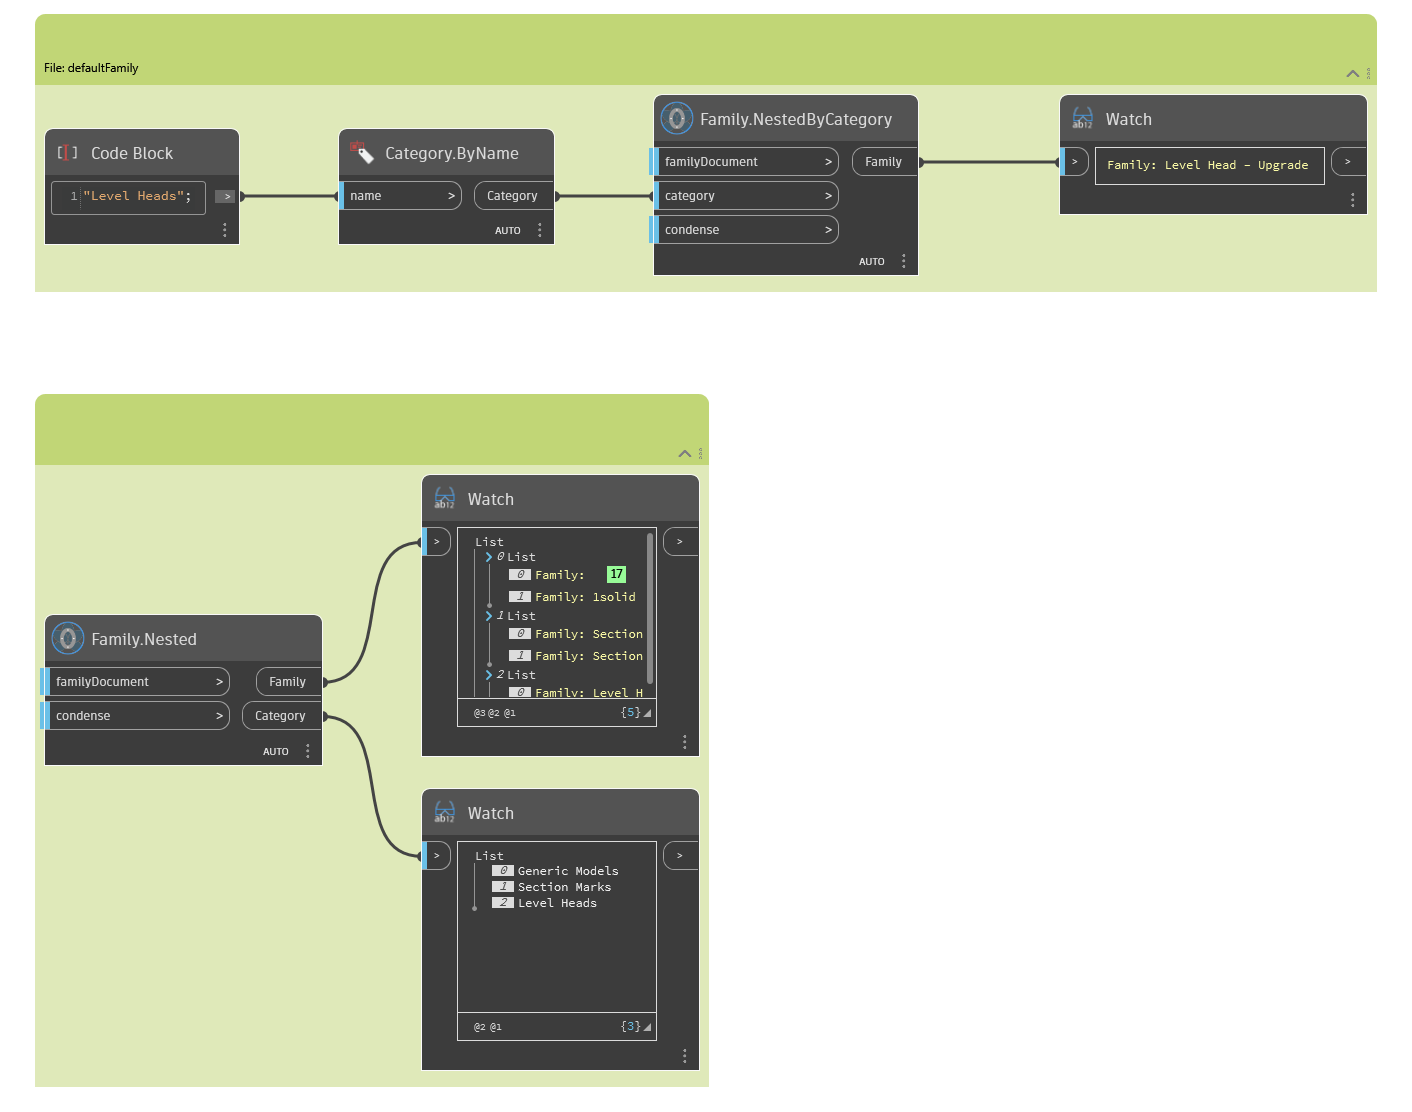 File: defaultFamily
Code Block
1 "Level Heads";
>
Category.ByName
name >
Category
AUTO
Family.NestedByCategory
familyDocument >
Family
category >
condense >
AUTO
ab12 Watch
>
Family: Level Head - Upgrade
>
Family.Nested
familyDocument >
Family
condense >
Category
AUTO
ab12 Watch
>
List
0 List
0 Family: 17
1 Family: 1solid
1 List
0 Family: Section
1 Family: Section
2 List
0 Family: Level H
@3 @2 @1 {5}
>
ab12 Watch
>
List
0 Generic Models
1 Section Marks
2 Level Heads
@2 @1 {3}
>